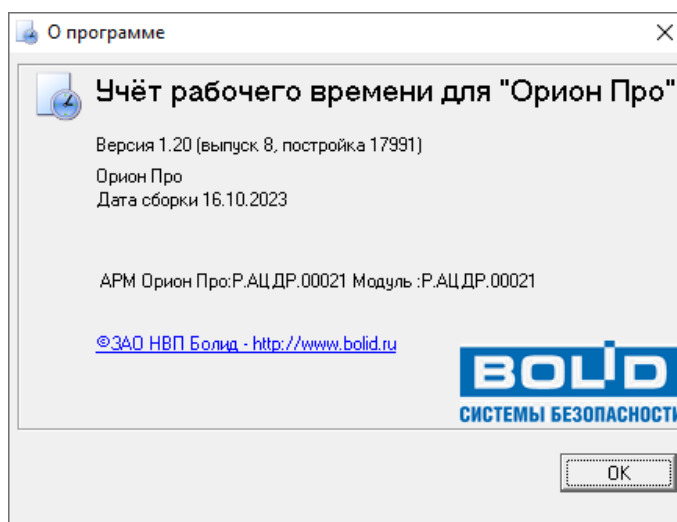 О программе
Учёт рабочего времени для "Орион Про"
Версия 1.20 (выпуск 8, постройка 17991)
Орион Про
Дата сборки 16.10.2023
АРМ Орион Про:Р.АЦДР.00021 Модуль :Р.АЦДР.00021
©ЗАО НВП Болид - http://www.bolid.ru
BOLID
СИСТЕМЫ БЕЗОПАСНОСТИ
OK